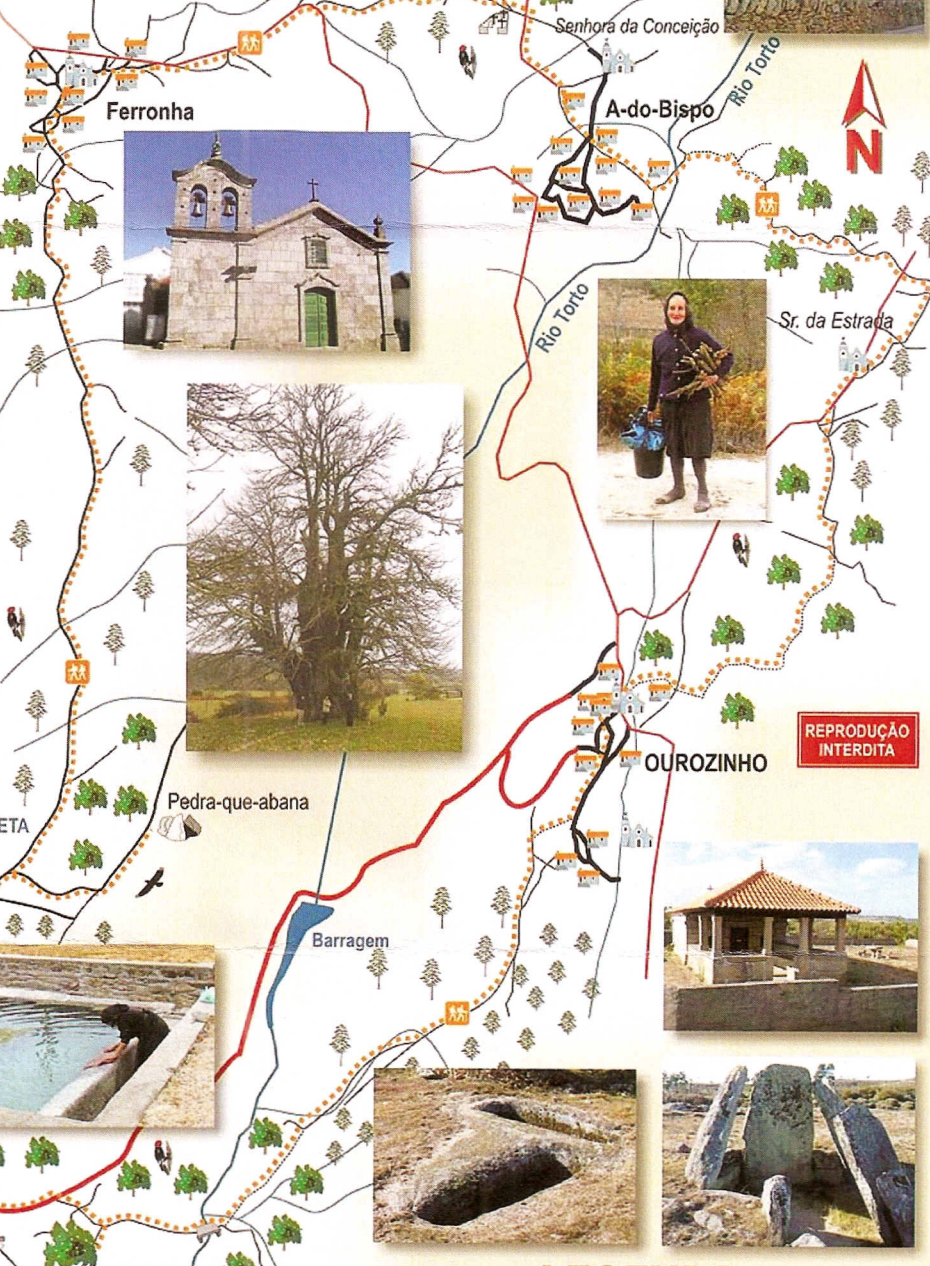 Senhora da Conceição
Rio Torto
Ferronha
A-do-Bispo
N
Rio Torto
Sr. da Estrada
REPRODUÇÃO
INTERDITA
OUROZINHO
Pedra-que-abana
ETA
Barragem